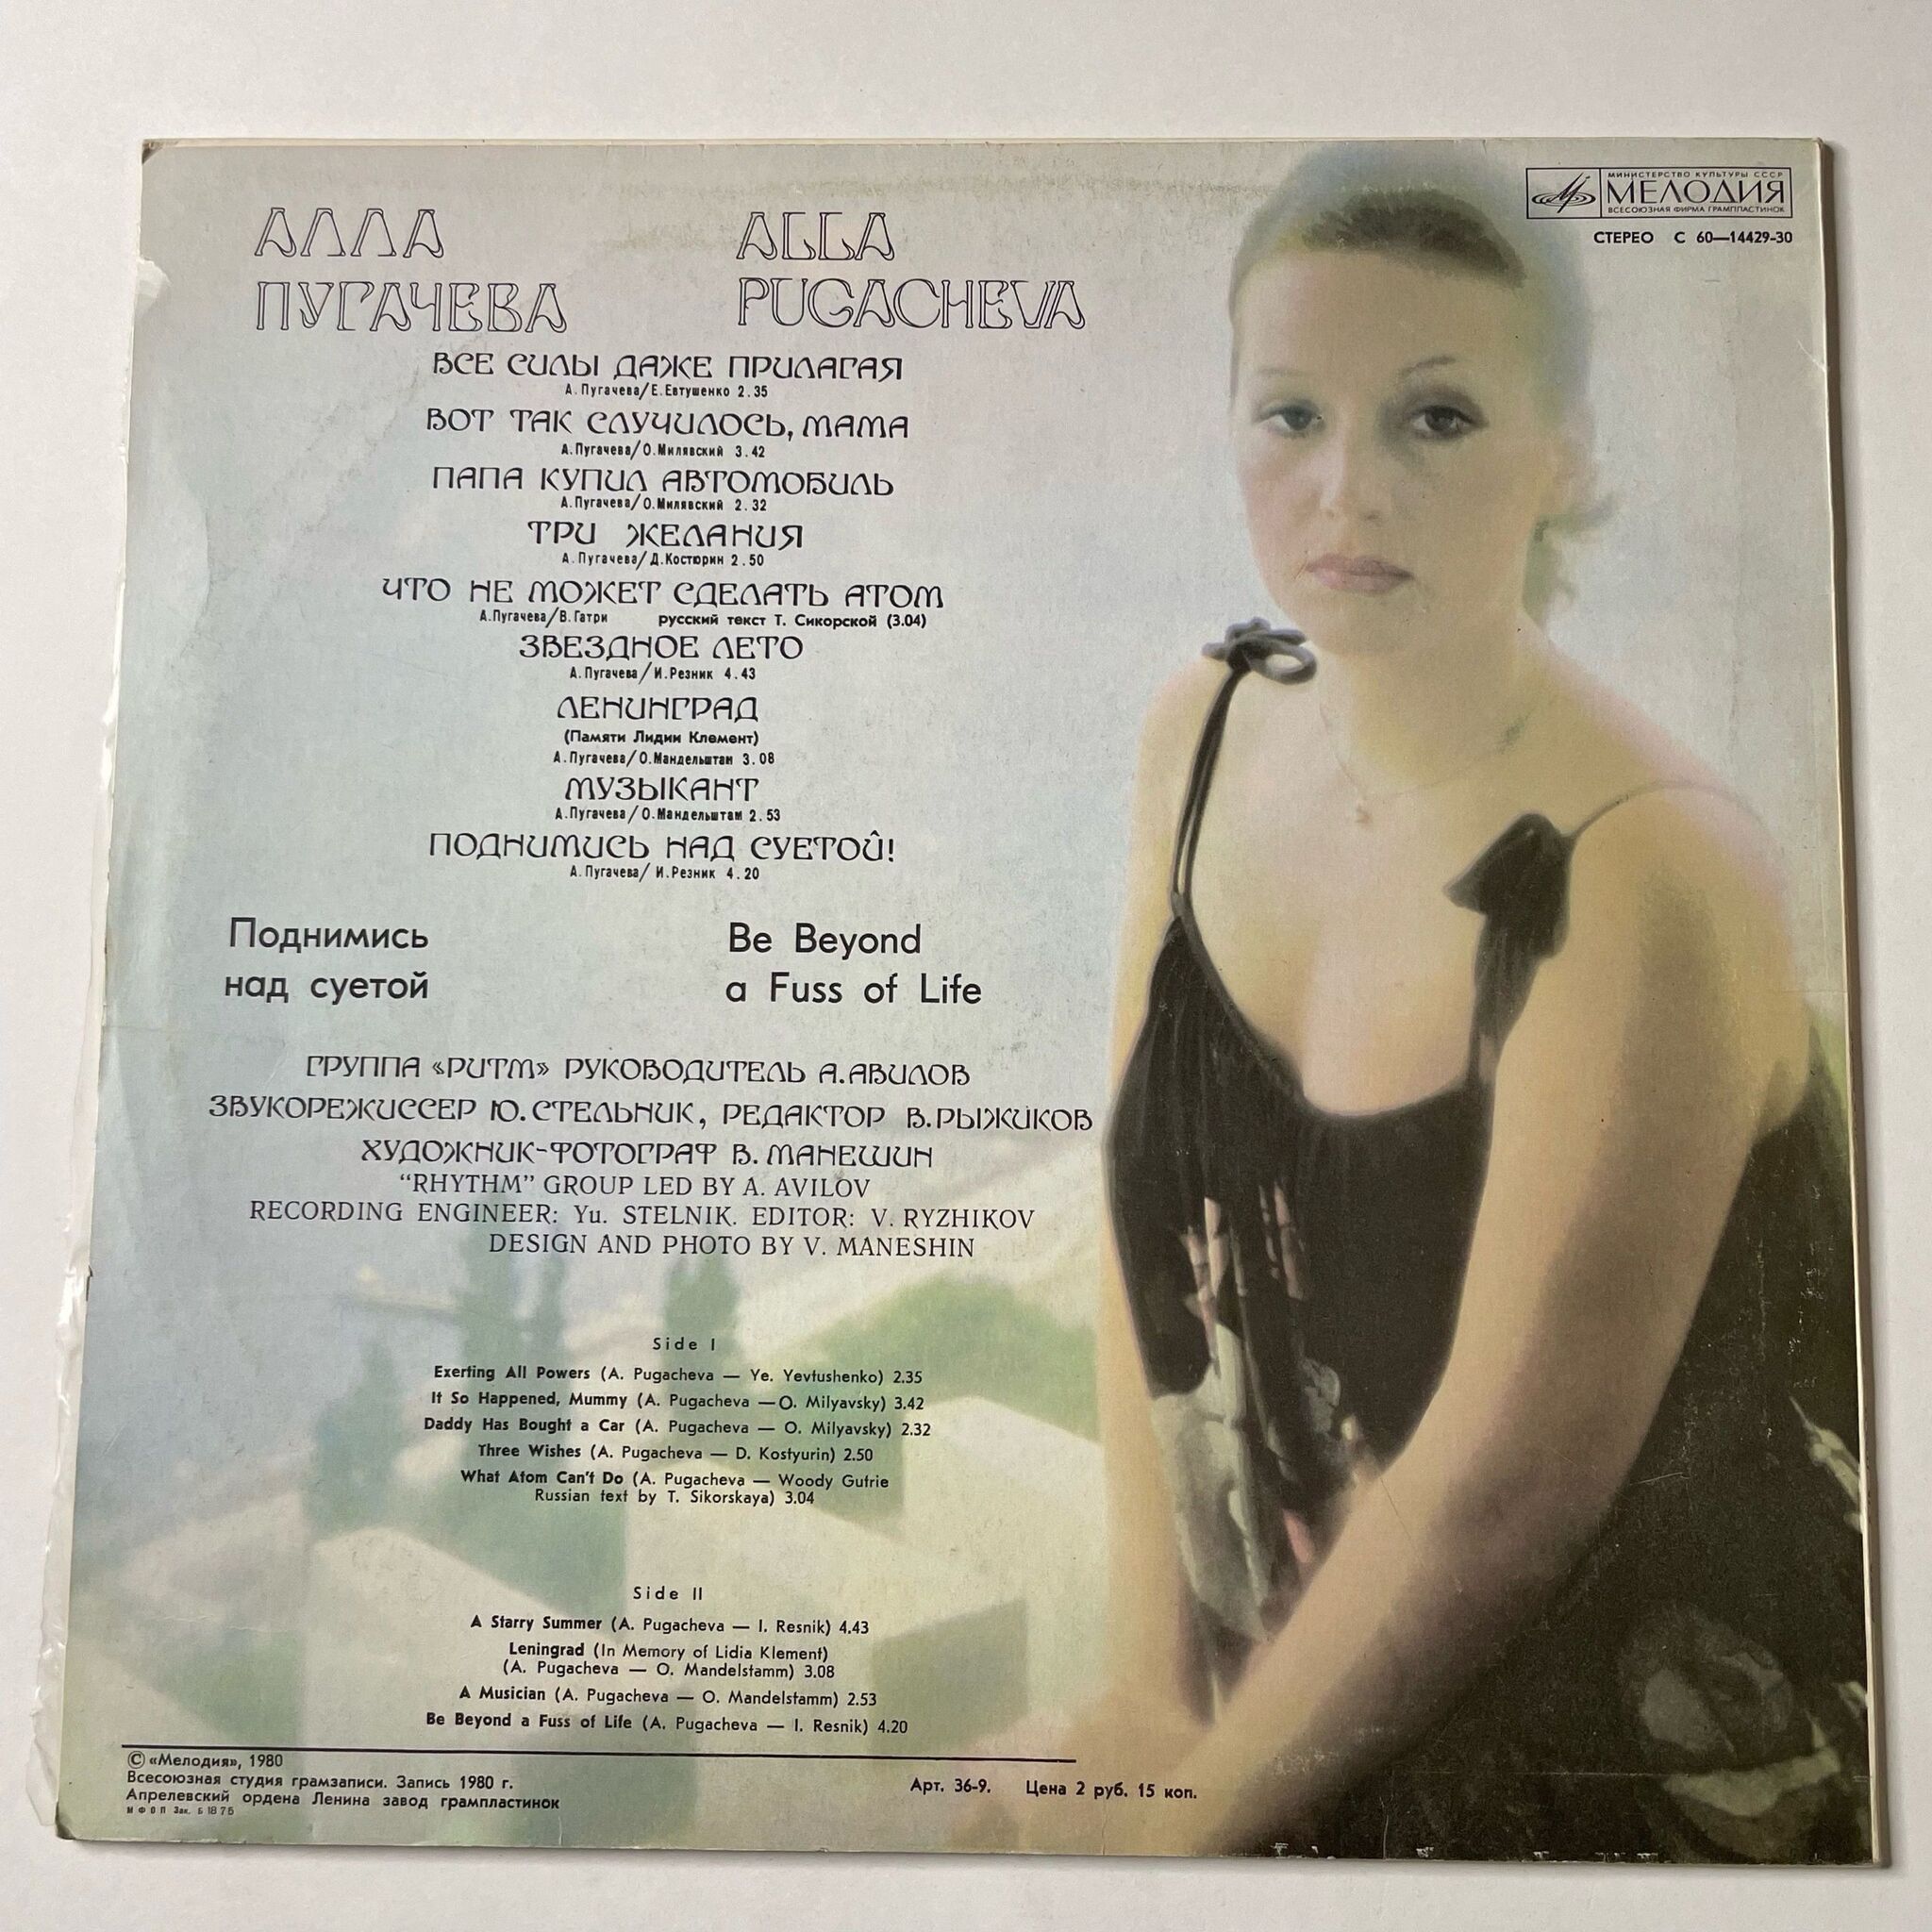 МИНИСТЕРСТВО КУЛЬТУРЫ СССР
МЕЛОДИЯ
ВСЕСОЮЗНАЯ ФИРМА ГРАМПЛАСТИНОК
СТЕРЕО С 60—14429-30
АЛЛА
ПУГАЧЕВА
ALLA
PUGACHEVA
ВСЕ СИЛЫ ДАЖЕ ПРИЛАГАЯ
А.Пугачева/Е.Евтушенко 2.35
ВОТ ТАК СЛУЧИЛОСЬ, МАМА
А.Пугачева/О.Милявский 3.42
ПАПА КУПИЛ АВТОМОБИЛЬ
А.Пугачева/О.Милявский 2.32
ТРИ ЖЕЛАНИЯ
А.Пугачева/Д.Костюрин 2.50
ЧТО НЕ МОЖЕТ СДЕЛАТЬ АТОМ
А.Пугачева/В.Гатри русский текст Т. Сикорской (3.04)
ЗВЕЗДНОЕ ЛЕТО
А.Пугачева/И.Резник 4.43
ЛЕНИНГРАД
(Памяти Лидии Клемент)
А.Пугачева/О.Мандельштам 3.08
МУЗЫКАНТ
А.Пугачева/О.Мандельштам 2.53
ПОДНИМИСЬ НАД СУЕТОЙ!
А.Пугачева/И.Резник 4.20
Поднимись
над суетой
Be Beyond
a Fuss of Life
ГРУППА «РИТМ» РУКОВОДИТЕЛЬ А.АВИЛОВ
ЗВУКОРЕЖИССЕР Ю.СТЕЛЬНИК, РЕДАКТОР В.РЫЖИКОВ
ХУДОЖНИК-ФОТОГРАФ В. МАНЕШИН
“RHYTHM” GROUP LED BY A. AVILOV
RECORDING ENGINEER: Yu. STELNIK. EDITOR: V. RYZHIKOV
DESIGN AND PHOTO BY V. MANESHIN
Side I
Exerting All Powers (A. Pugacheva — Ye. Yevtushenko) 2.35
It So Happened, Mummy (A. Pugacheva — O. Milyavsky) 3.42
Daddy Has Bought a Car (A. Pugacheva — O. Milyavsky) 2.32
Three Wishes (A. Pugacheva — D. Kostyurin) 2.50
What Atom Can't Do (A. Pugacheva — Woody Gutrie
Russian text by T. Sikorskaya) 3.04
Side II
A Starry Summer (A. Pugacheva — I. Resnik) 4.43
Leningrad (In Memory of Lidia Klement)
(A. Pugacheva — O. Mandelstamm) 3.08
A Musician (A. Pugacheva — O. Mandelstamm) 2.53
Be Beyond a Fuss of Life (A. Pugacheva — I. Resnik) 4.20
© «Мелодия», 1980
Всесоюзная студия грамзаписи. Запись 1980 г.
Апрелевский ордена Ленина завод грампластинок
МФОП Зак. Б 1875
Арт. 36-9. Цена 2 руб. 15 коп.